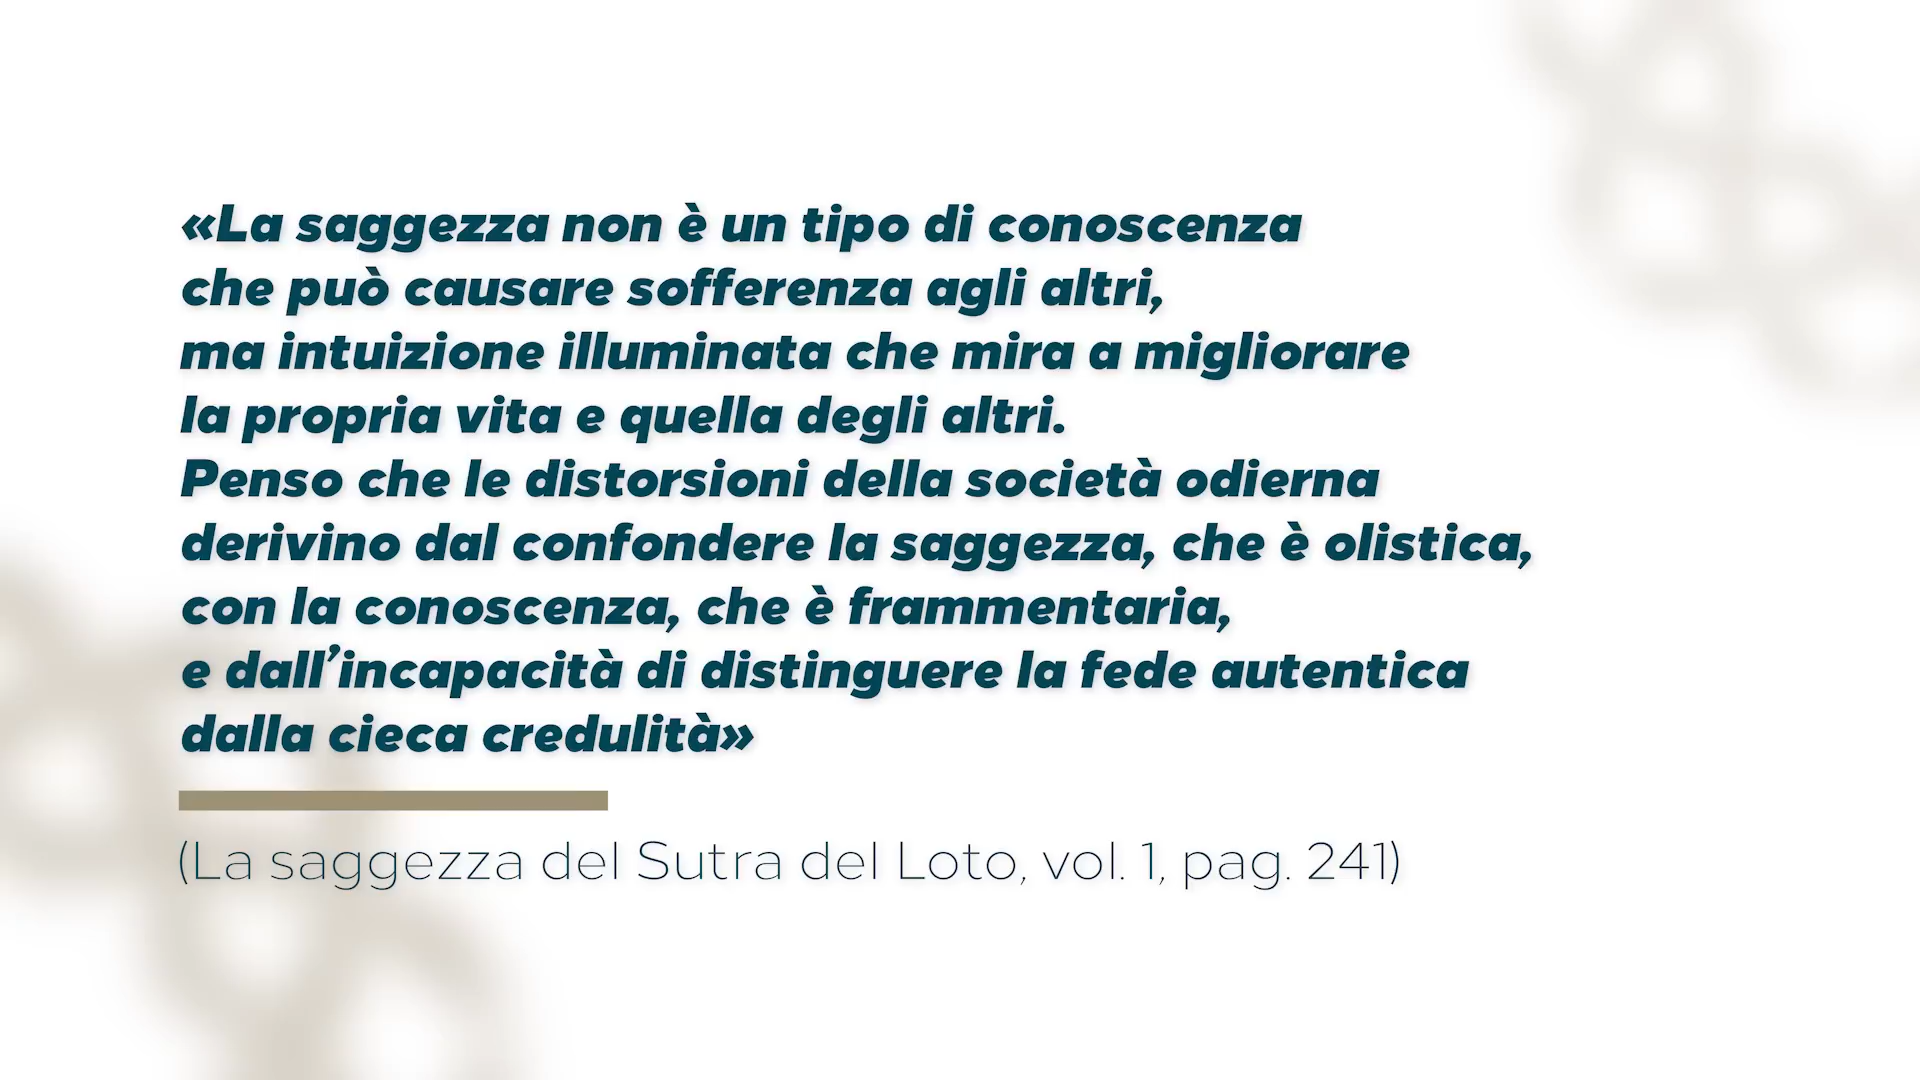 «La saggezza non è un tipo di conoscenza
che può causare sofferenza agli altri,
ma intuizione illuminata che mira a migliorare
la propria vita e quella degli altri.
Penso che le distorsioni della società odierna
derivino dal confondere la saggezza, che è olistica,
con la conoscenza, che è frammentaria,
e dall’incapacità di distinguere la fede autentica
dalla cieca credulità»
(La saggezza del Sutra del Loto, vol. 1, pag. 241)